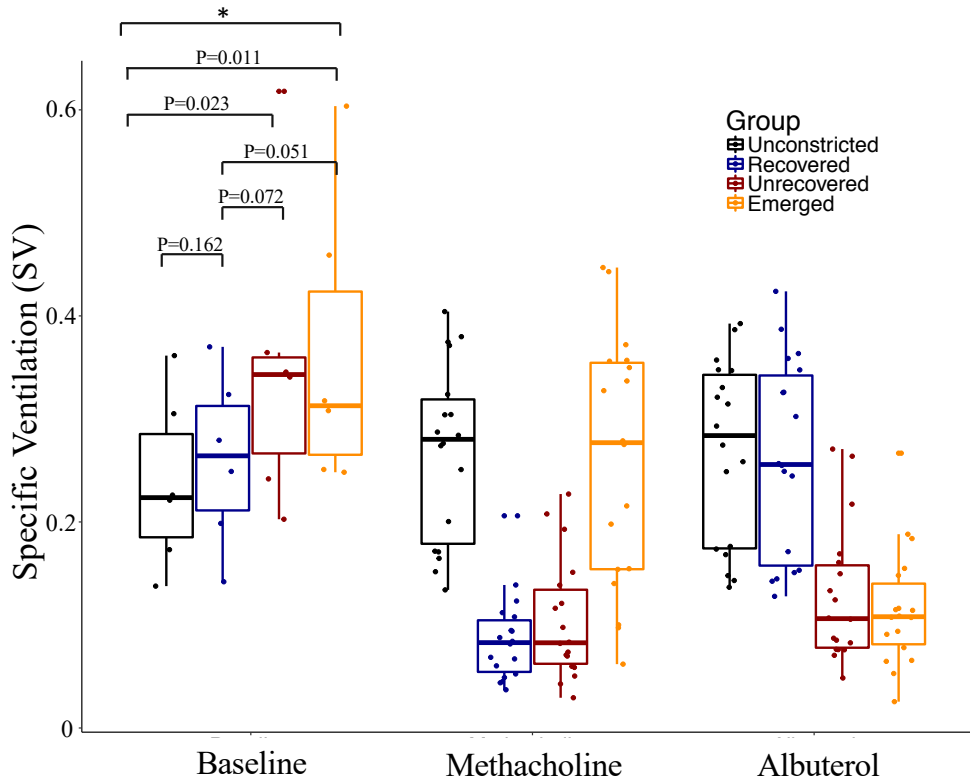 *
P=0.011
P=0.023
P=0.051
P=0.072
P=0.162
Specific Ventilation (SV)
0.6
0.4
0.2
0
Group
Unconstricted
Recovered
Unrecovered
Emerged
Baseline
Methacholine
Albuterol